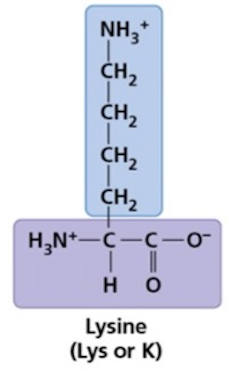 NH₃⁺
CH₂
CH₂
CH₂
CH₂
H₃N⁺—C—C—O⁻
H O
Lysine
(Lys or K)